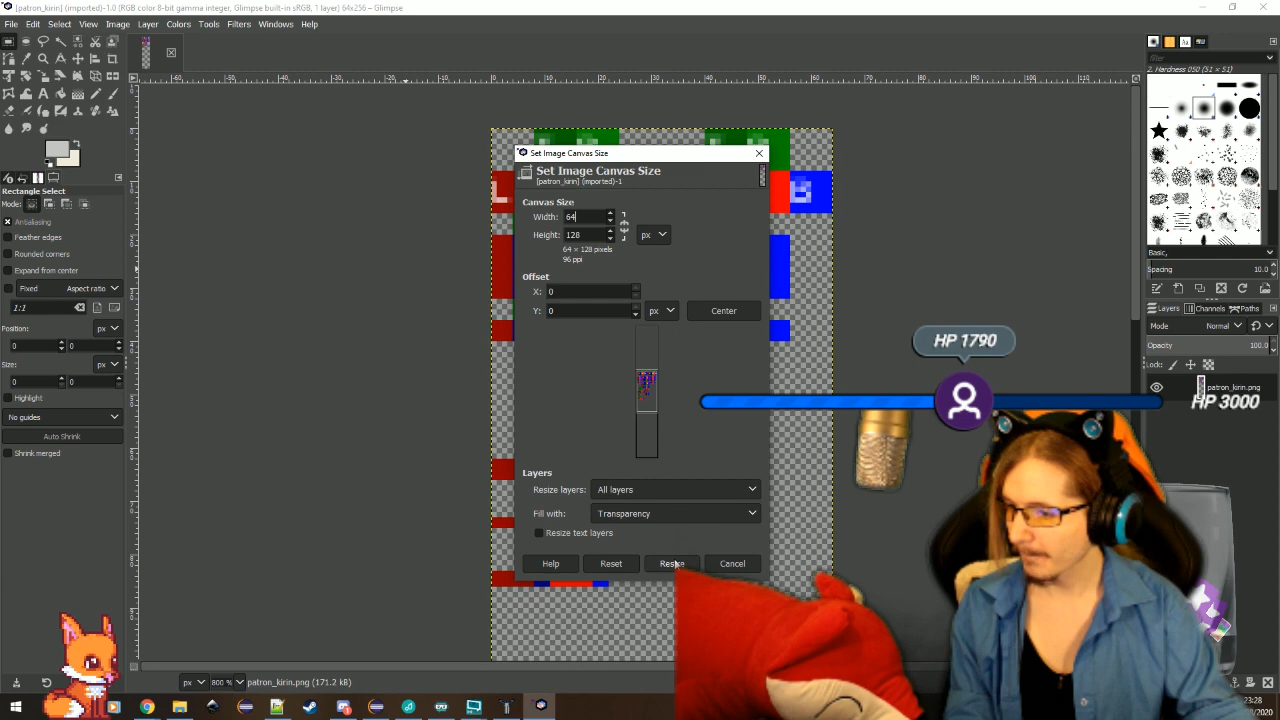 [patron_kirin] (imported)-1.0 (RGB color 8-bit gamma integer, Glimpse built-in sRGB, 1 layer) 64x256 – Glimpse
File Edit Select View Image Layer Colors Tools Filters Windows Help
Rectangle Select
Mode:
Antialiasing
Feather edges
Rounded corners
Expand from center
Fixed Aspect ratio
1:1
Position: px
0 0
Size: px
0 0
Highlight
No guides
Auto Shrink
Shrink merged
Set Image Canvas Size
Set Image Canvas Size
[patron_kirin] (imported)-1
Canvas Size
Width: 64
Height: 128 px
64 × 128 pixels
96 ppi
Offset
X: 0
Y: 0 px Center
Layers
Resize layers: All layers
Fill with: Transparency
Resize text layers
Help Reset Resize Cancel
px 800 % patron_kirin.png (171.2 kB)
filter
2. Hardness 050 (51 × 51)
Basic,
Spacing 10.0
Layers Channels Paths
Mode Normal
Opacity 100.0
Lock:
patron_kirin.png
HP 1790
HP 3000
23:28